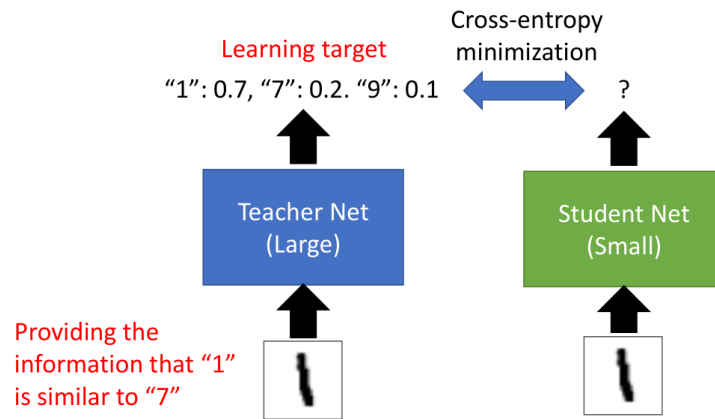 Learning target
Cross-entropy
minimization
“1”: 0.7, “7”: 0.2. “9”: 0.1
?
Teacher Net
(Large)
Student Net
(Small)
Providing the
information that “1”
is similar to “7”